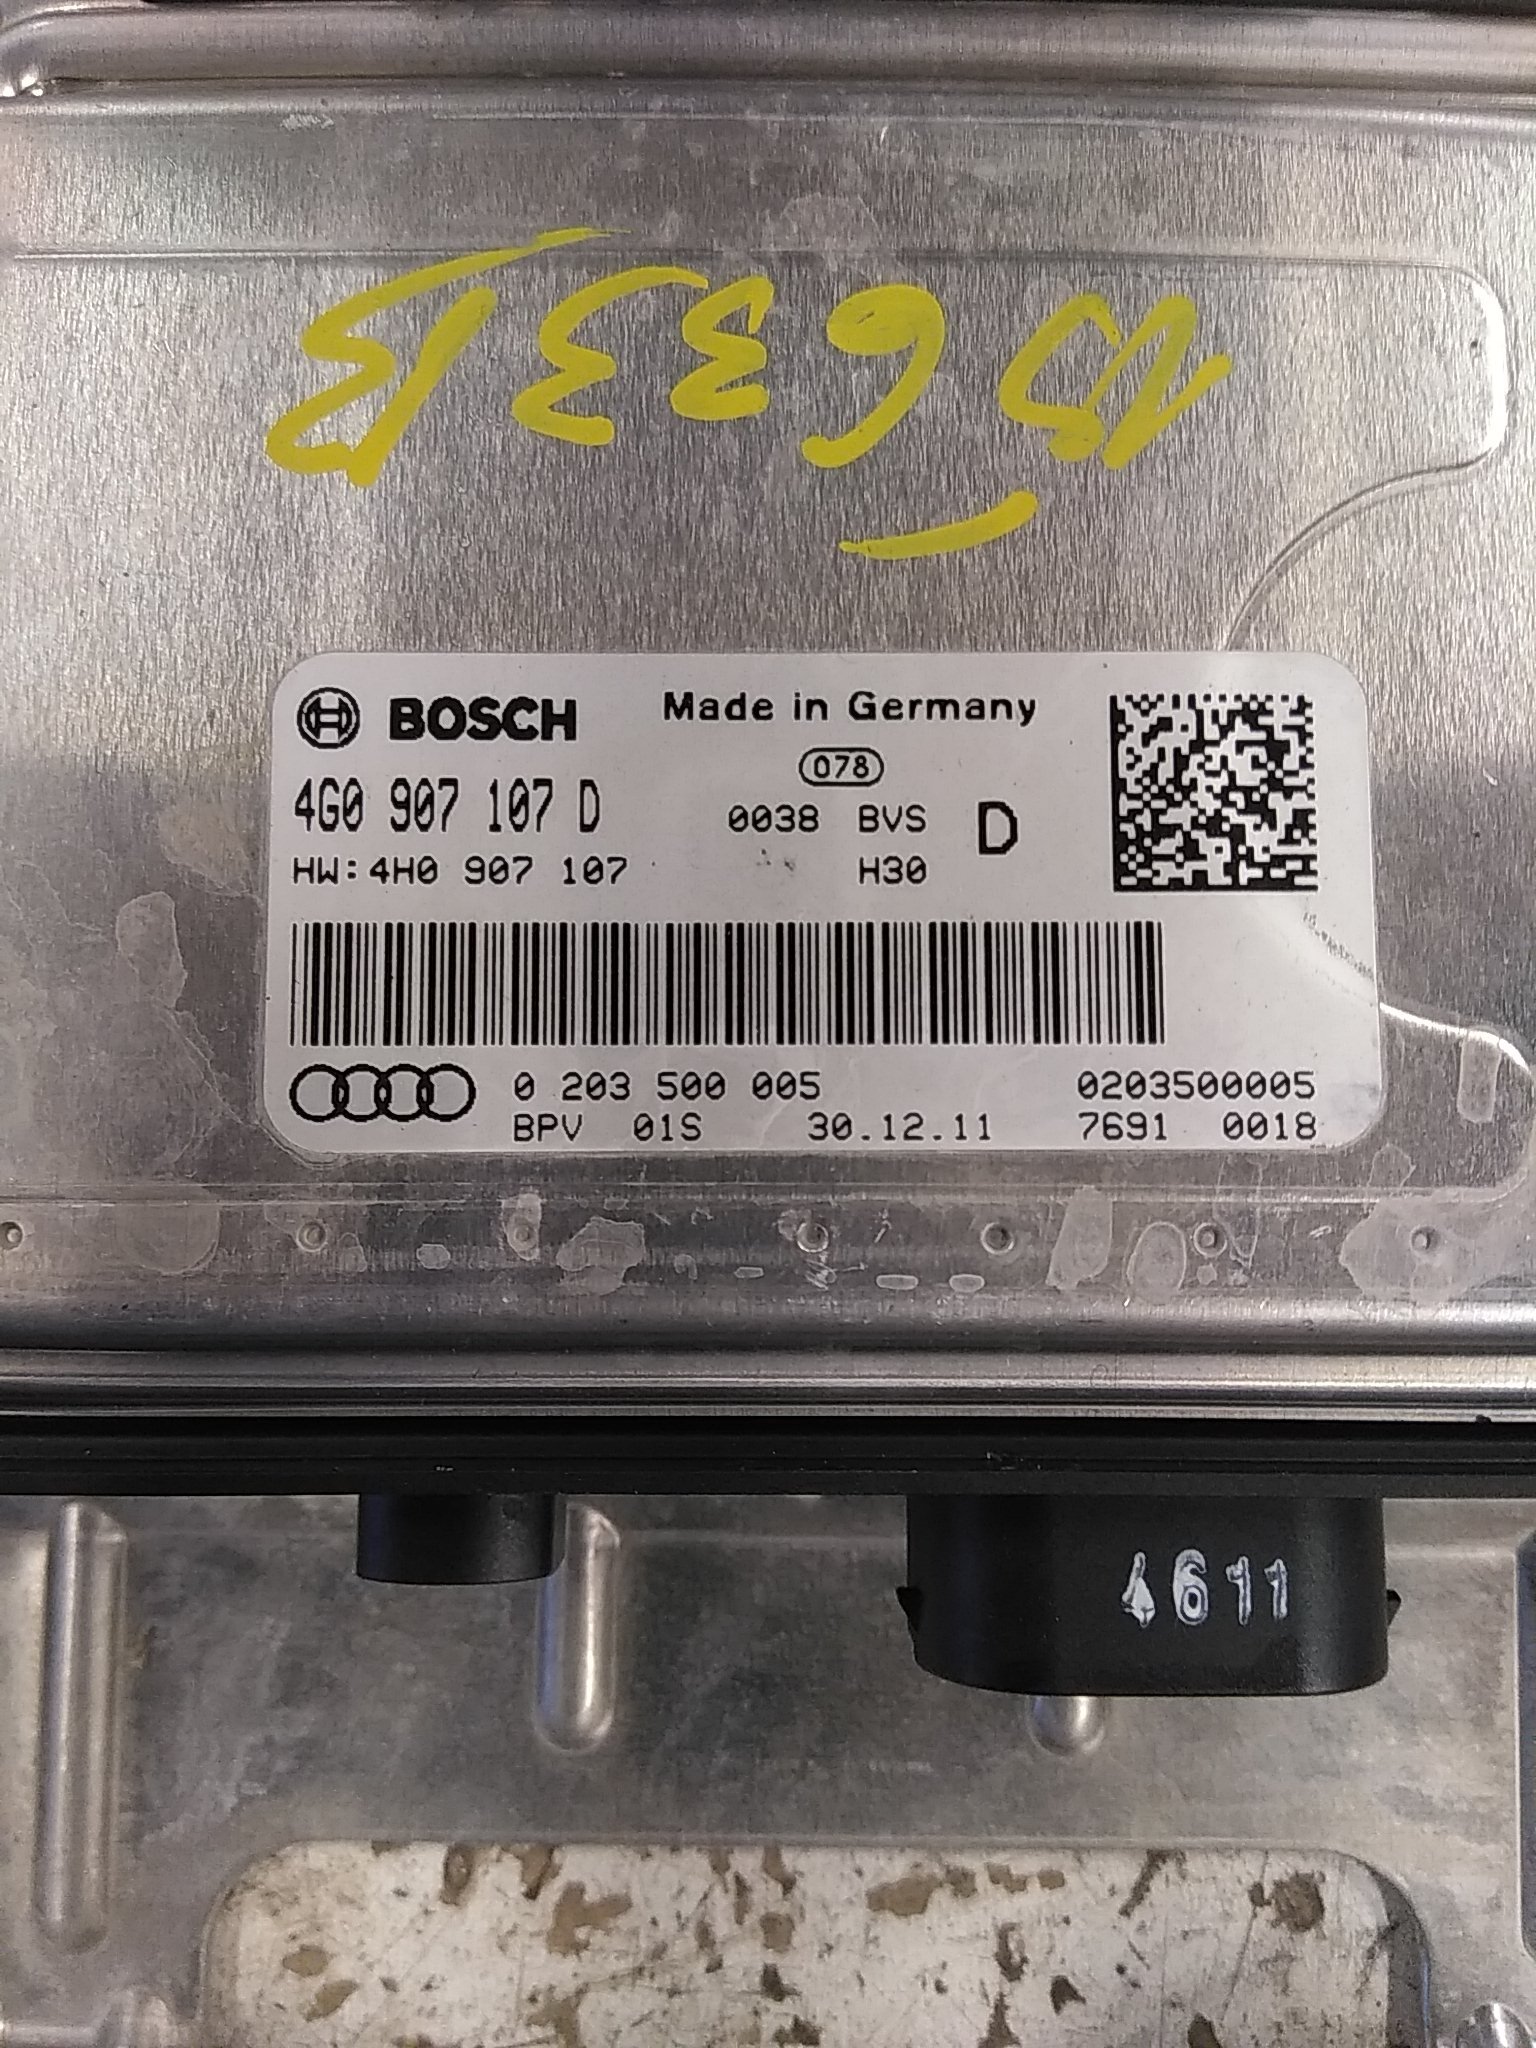 BOSCH Made in Germany
078
4G0 907 107 D 0038 BVS D
HW:4H0 907 107 H30
0 203 500 005 0203500005
BPV 01S 30.12.11 7691 0018
4611